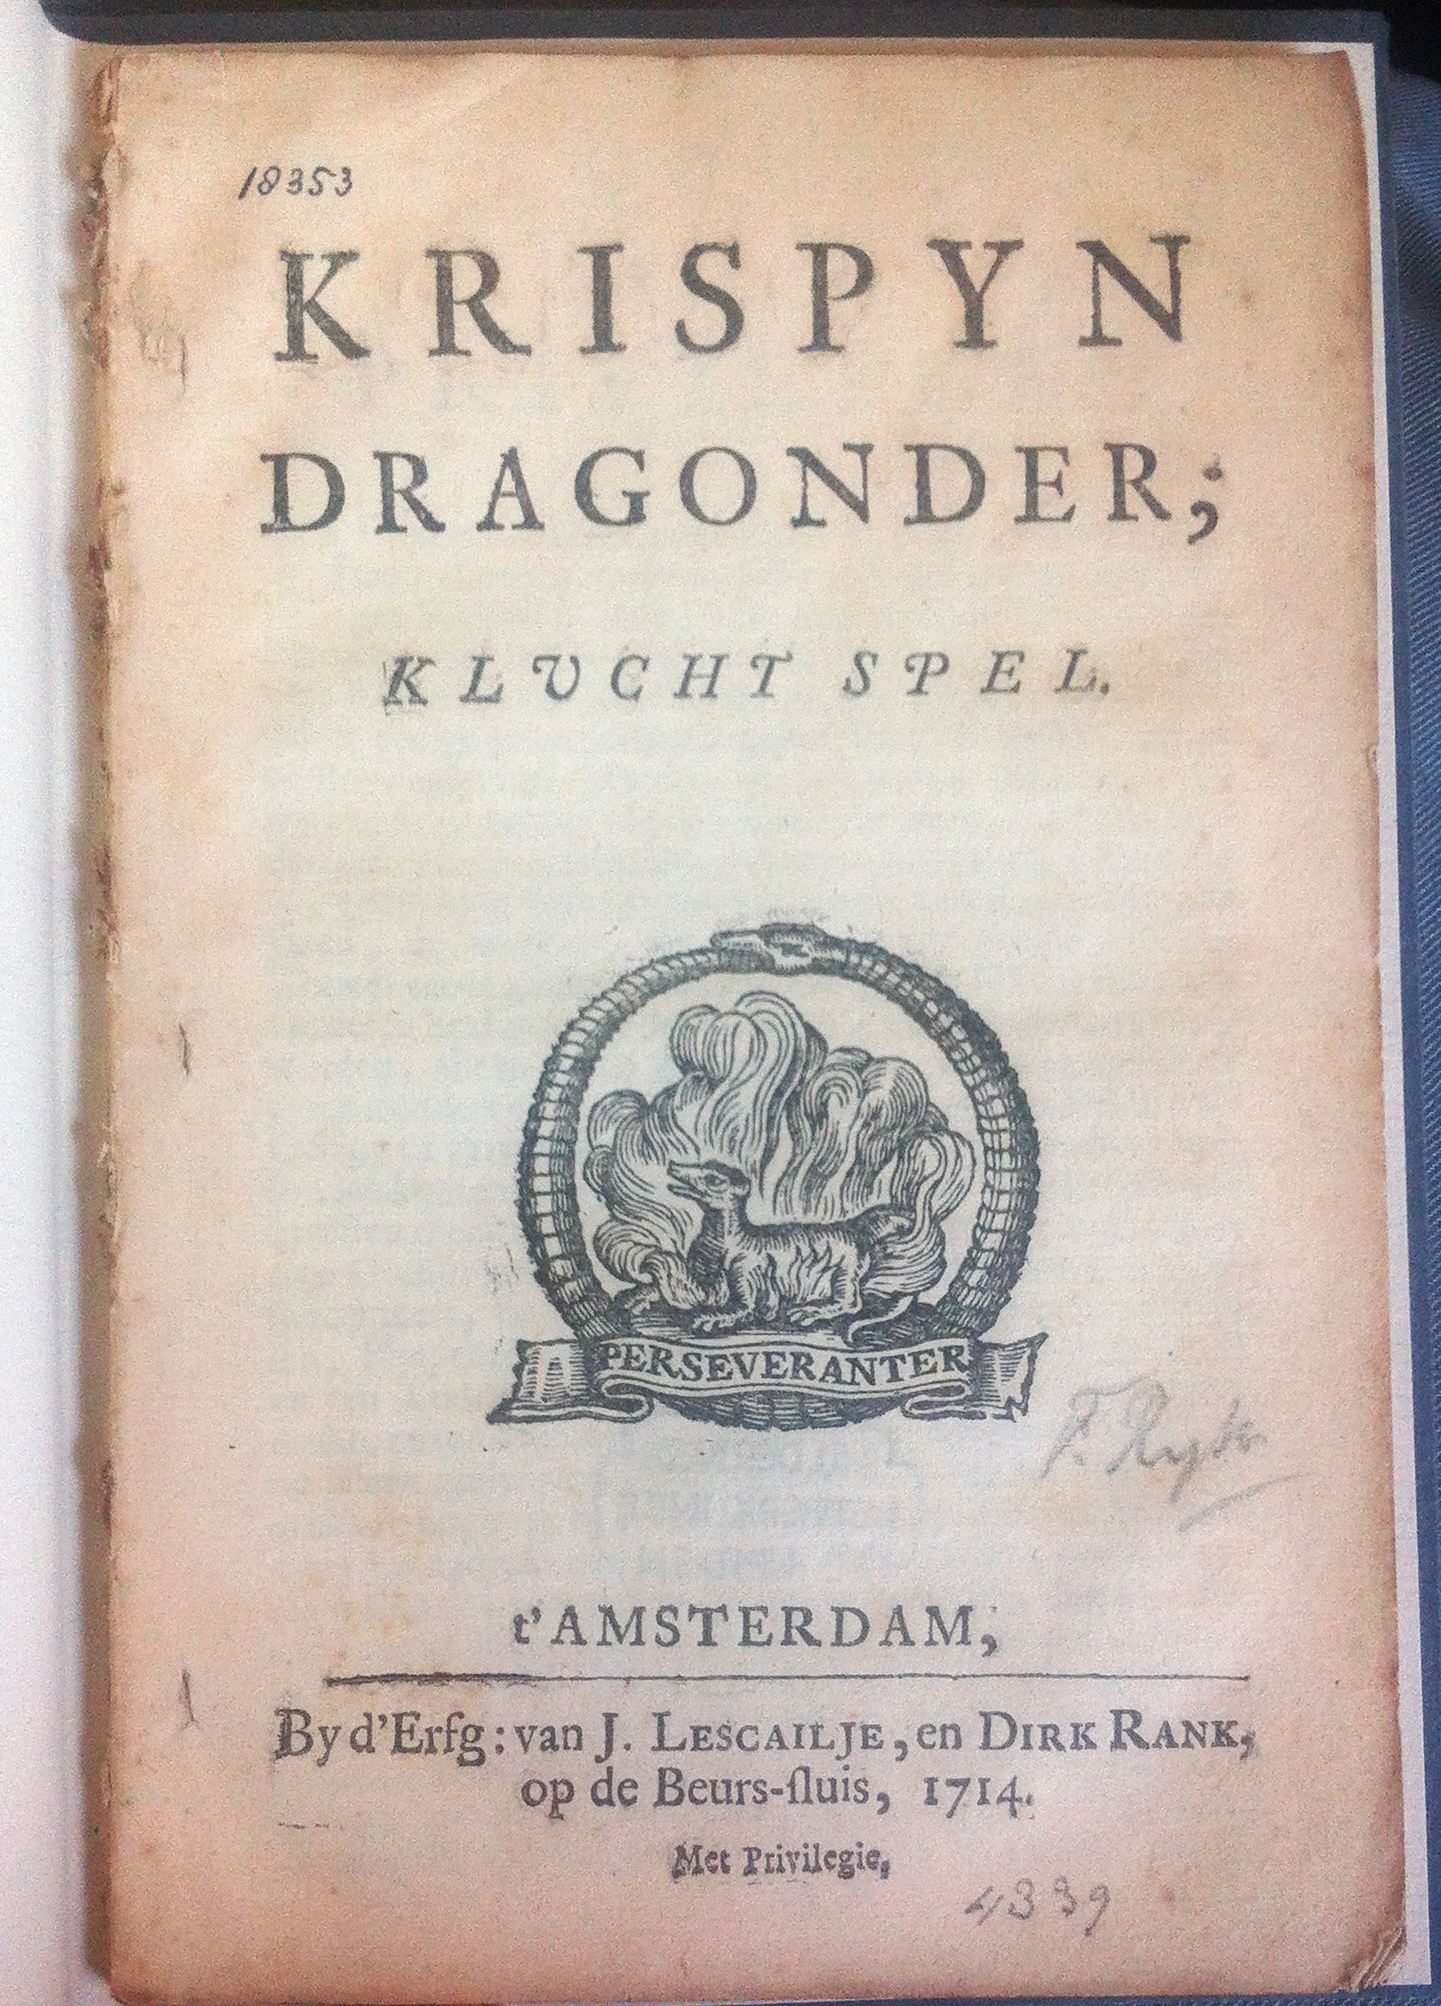 18353
KRISPYN
DRAGONDER;
KLVCHT SPEL.
PERSEVERANTER
t'AMSTERDAM,
By d'Erfg: van J. LESCAILJE, en DIRK RANK,
op de Beurs-sluis, 1714.
Met Privilegie,
4339